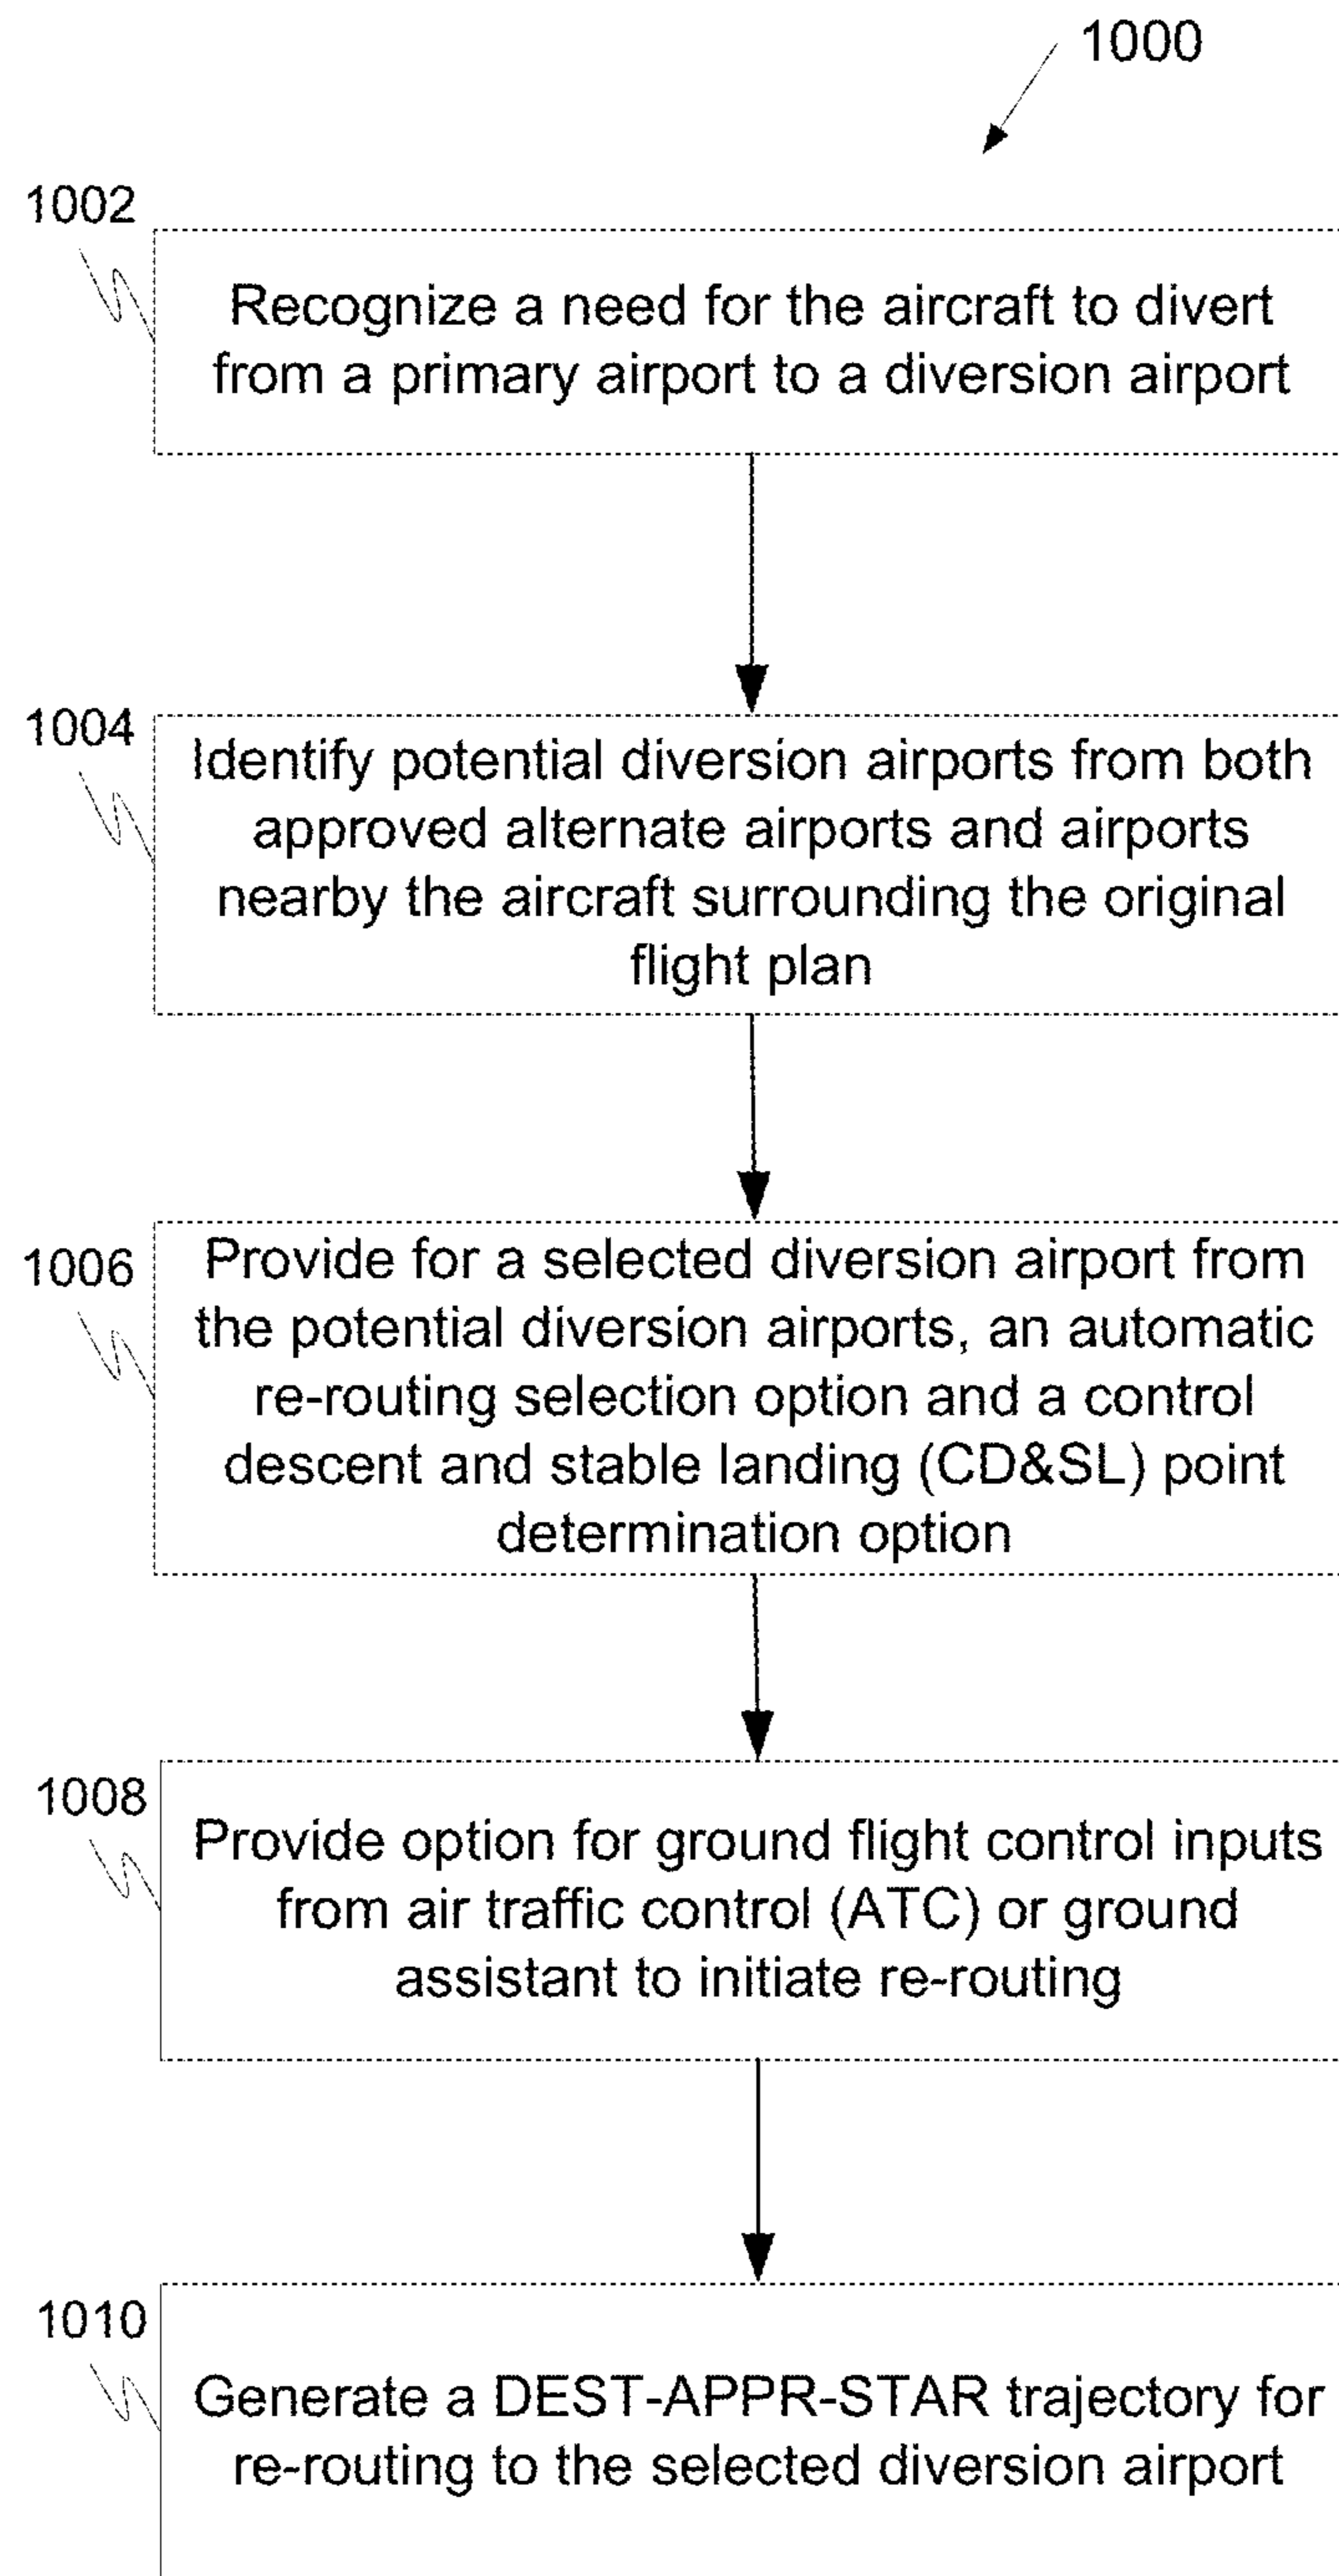 1000
1002
Recognize a need for the aircraft to divert
from a primary airport to a diversion airport
1004
Identify potential diversion airports from both
approved alternate airports and airports
nearby the aircraft surrounding the original
flight plan
1006
Provide for a selected diversion airport from
the potential diversion airports, an automatic
re-routing selection option and a control
descent and stable landing (CD&SL) point
determination option
1008
Provide option for ground flight control inputs
from air traffic control (ATC) or ground
assistant to initiate re-routing
1010
Generate a DEST-APPR-STAR trajectory for
re-routing to the selected diversion airport